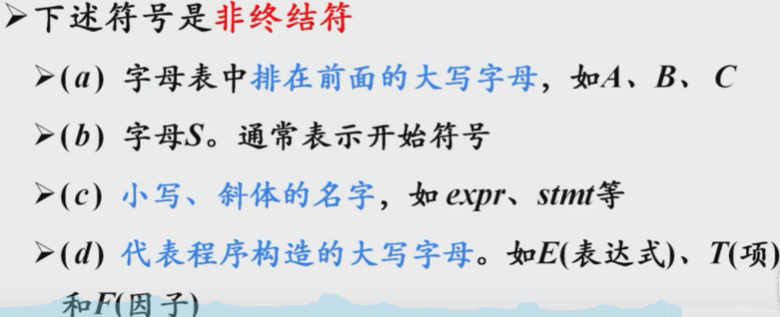 ➢下述符号是非终结符
➢(a) 字母表中排在前面的大写字母，如A、B、C
➢(b) 字母S。通常表示开始符号
➢(c) 小写、斜体的名字，如 expr、stmt等
➢(d) 代表程序构造的大写字母。如E(表达式)、T(项)
和F(因子)